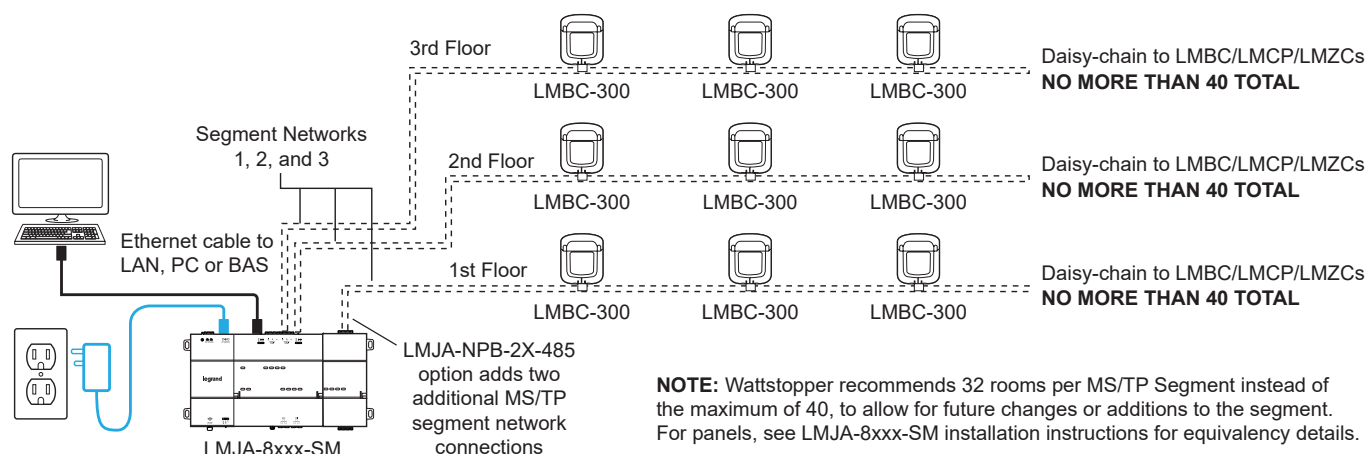 3rd Floor
LMBC-300
LMBC-300
LMBC-300
Daisy-chain to LMBC/LMCP/LMZCs
NO MORE THAN 40 TOTAL
Segment Networks
1, 2, and 3
2nd Floor
LMBC-300
LMBC-300
LMBC-300
Daisy-chain to LMBC/LMCP/LMZCs
NO MORE THAN 40 TOTAL
Ethernet cable to
LAN, PC or BAS
1st Floor
LMBC-300
LMBC-300
LMBC-300
Daisy-chain to LMBC/LMCP/LMZCs
NO MORE THAN 40 TOTAL
legrand
LMJA-8xxx-SM
LMJA-NPB-2X-485
option adds two
additional MS/TP
segment network
connections
NOTE: Wattstopper recommends 32 rooms per MS/TP Segment instead of
the maximum of 40, to allow for future changes or additions to the segment.
For panels, see LMJA-8xxx-SM installation instructions for equivalency details.